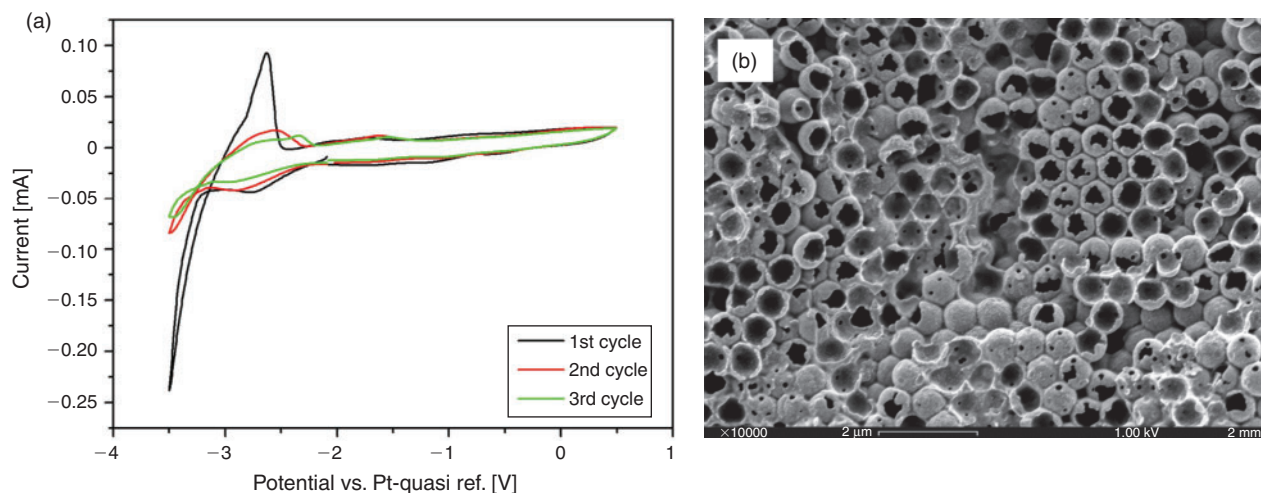 (a)
0.10
0.05
0
−0.05
−0.10
−0.15
−0.20
−0.25
Current [mA]
1st cycle
2nd cycle
3rd cycle
−4
−3
−2
−1
0
1
Potential vs. Pt-quasi ref. [V]
(b)
×10000 2 μm 1.00 kV 2 mm